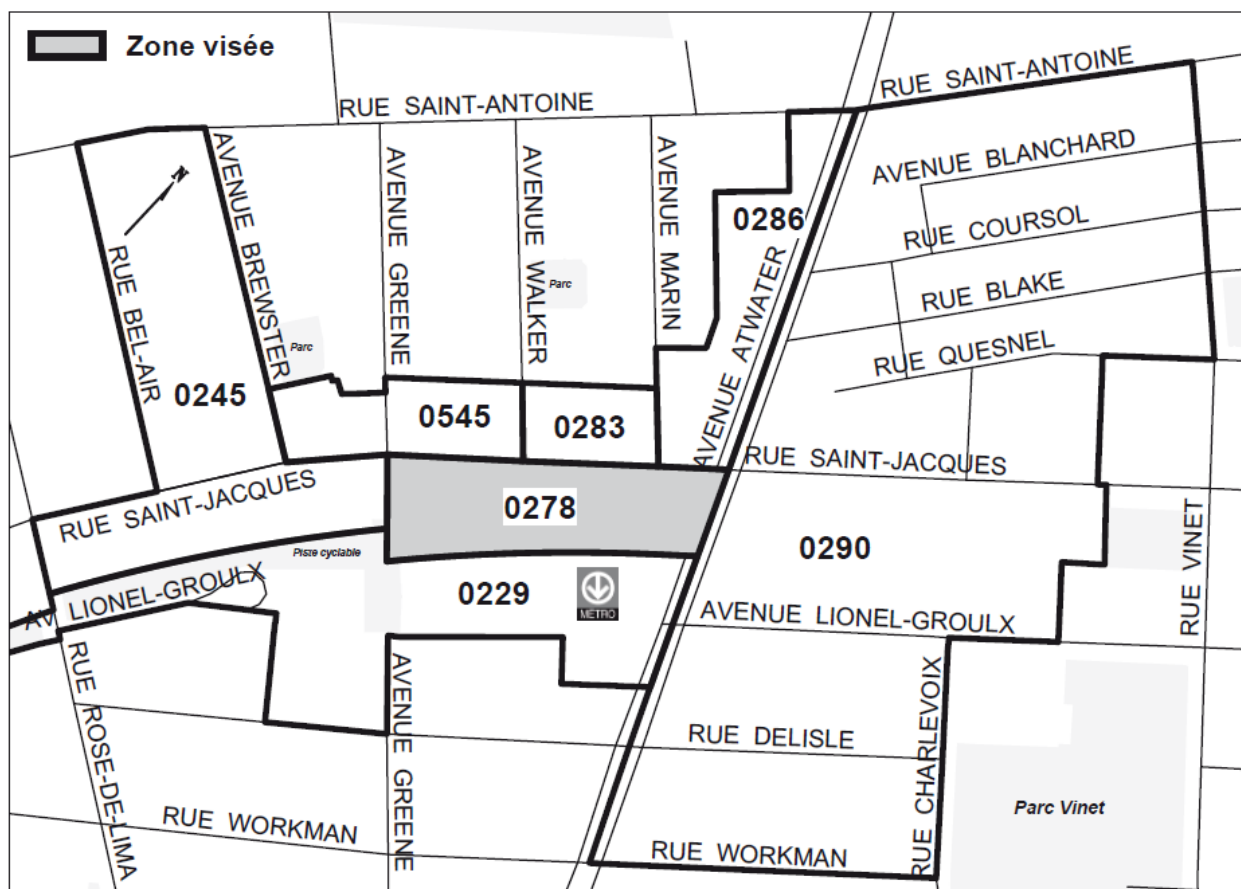 Zone visée
RUE SAINT-ANTOINE
RUE SAINT-ANTOINE
AVENUE BLANCHARD
N
AVENUE BREWSTER
AVENUE GREENE
AVENUE WALKER
AVENUE MARIN
0286
RUE COURSOL
RUE BEL-AIR
Parc
RUE BLAKE
AVENUE ATWATER
Parc
RUE QUESNEL
0245
0545
0283
RUE SAINT-JACQUES
RUE SAINT-JACQUES
0278
0290
RUE VINET
Piste cyclable
AV LIONEL-GROULX
0229
MÉTRO
AVENUE LIONEL-GROULX
RUE ROSE-DE-LIMA
AVENUE GREENE
RUE DELISLE
RUE CHARLEVOIX
Parc Vinet
RUE WORKMAN
RUE WORKMAN